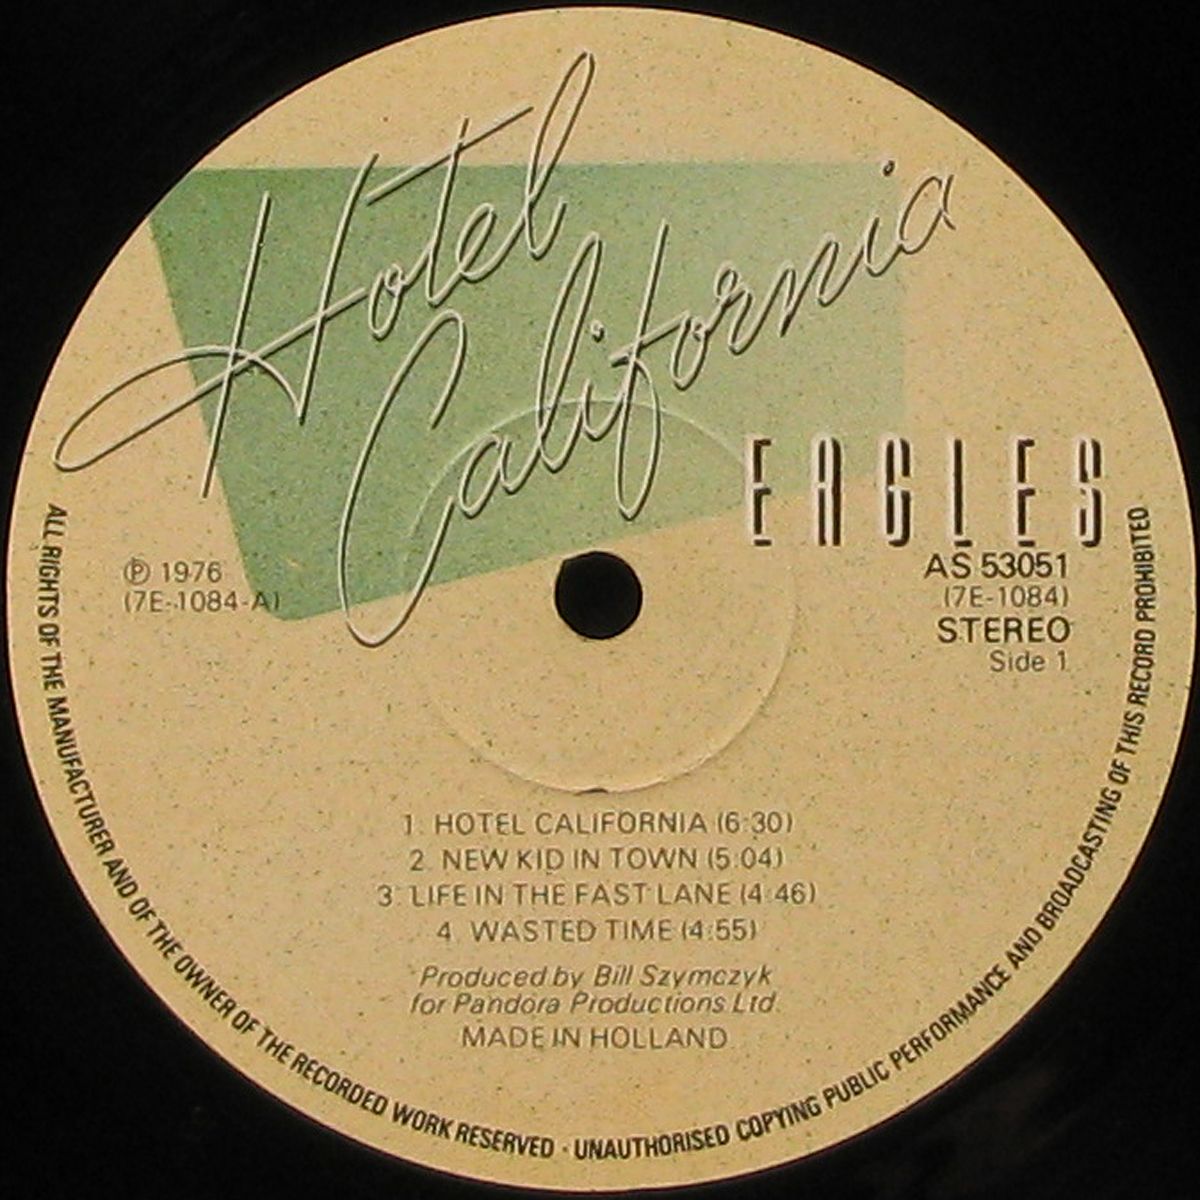 Hotel
California
EAGLES
℗ 1976
(7E-1084-A)
AS 53051
(7E-1084)
STEREO
Side 1
1. HOTEL CALIFORNIA (6:30)
2. NEW KID IN TOWN (5:04)
3. LIFE IN THE FAST LANE (4:46)
4. WASTED TIME (4:55)
Produced by Bill Szymczyk
for Pandora Productions Ltd.
MADE IN HOLLAND
ALL RIGHTS OF THE MANUFACTURER AND OF THE OWNER OF THE RECORDED WORK RESERVED · UNAUTHORISED COPYING PUBLIC PERFORMANCE AND BROADCASTING OF THIS RECORD PROHIBITED